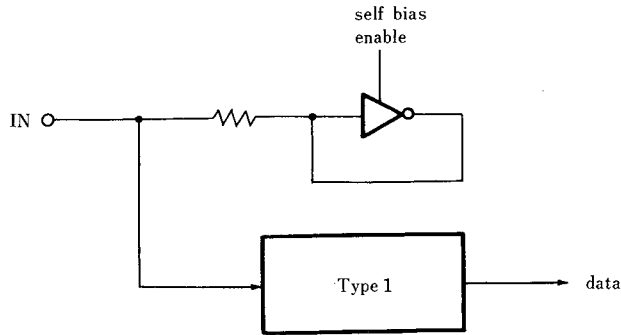 self bias
enable
IN
Type 1
data